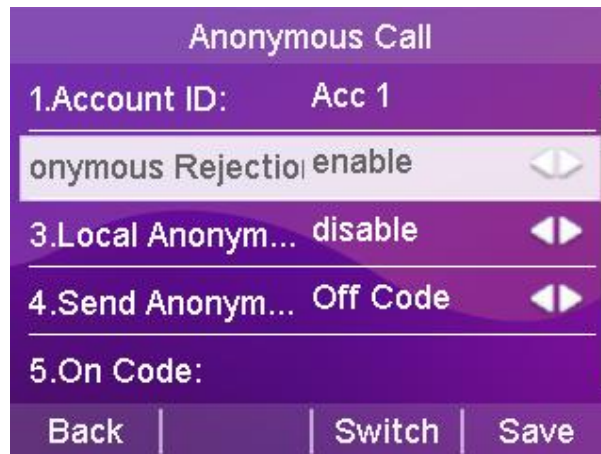 Anonymous Call
1.Account ID: Acc 1
onymous Rejection enable
3.Local Anonym... disable
4.Send Anonym... Off Code
5.On Code:
Back Switch Save